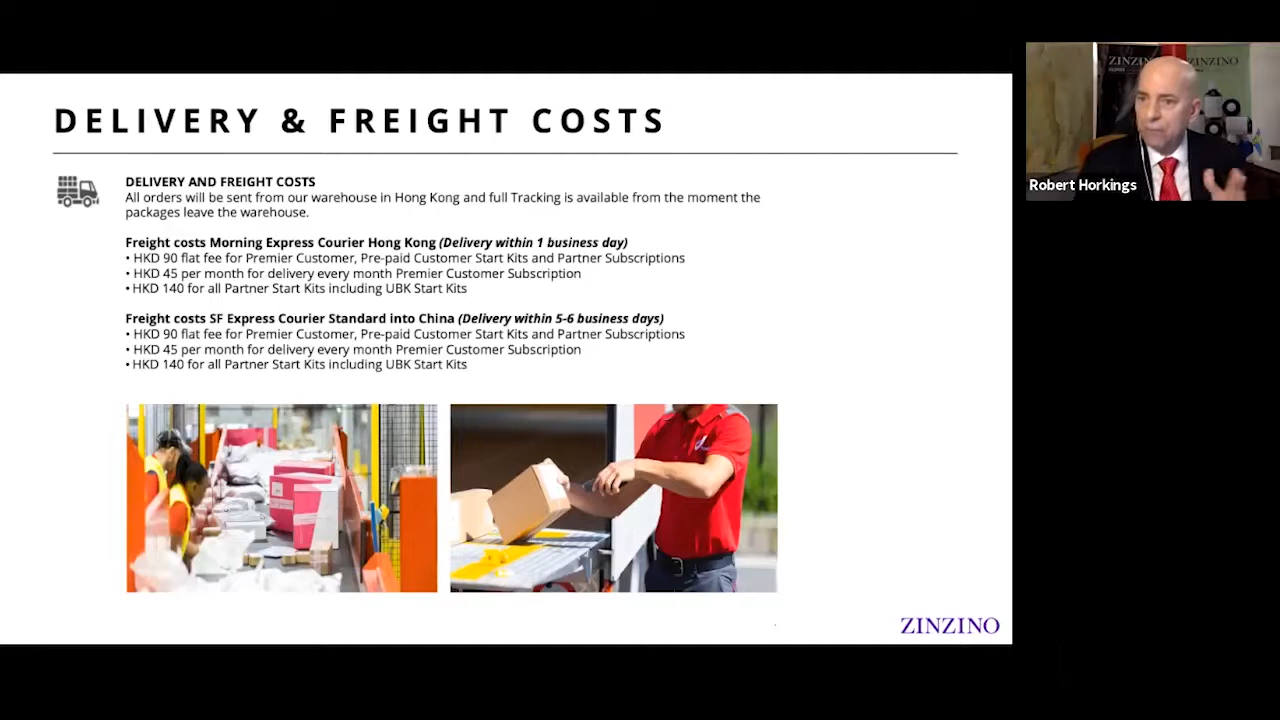 DELIVERY & FREIGHT COSTS
DELIVERY AND FREIGHT COSTS
All orders will be sent from our warehouse in Hong Kong and full Tracking is available from the moment the
packages leave the warehouse.
Freight costs Morning Express Courier Hong Kong (Delivery within 1 business day)
• HKD 90 flat fee for Premier Customer, Pre-paid Customer Start Kits and Partner Subscriptions
• HKD 45 per month for delivery every month Premier Customer Subscription
• HKD 140 for all Partner Start Kits including UBK Start Kits
Freight costs SF Express Courier Standard into China (Delivery within 5-6 business days)
• HKD 90 flat fee for Premier Customer, Pre-paid Customer Start Kits and Partner Subscriptions
• HKD 45 per month for delivery every month Premier Customer Subscription
• HKD 140 for all Partner Start Kits including UBK Start Kits
ZINZINO
ZINZINO
Robert Horkings